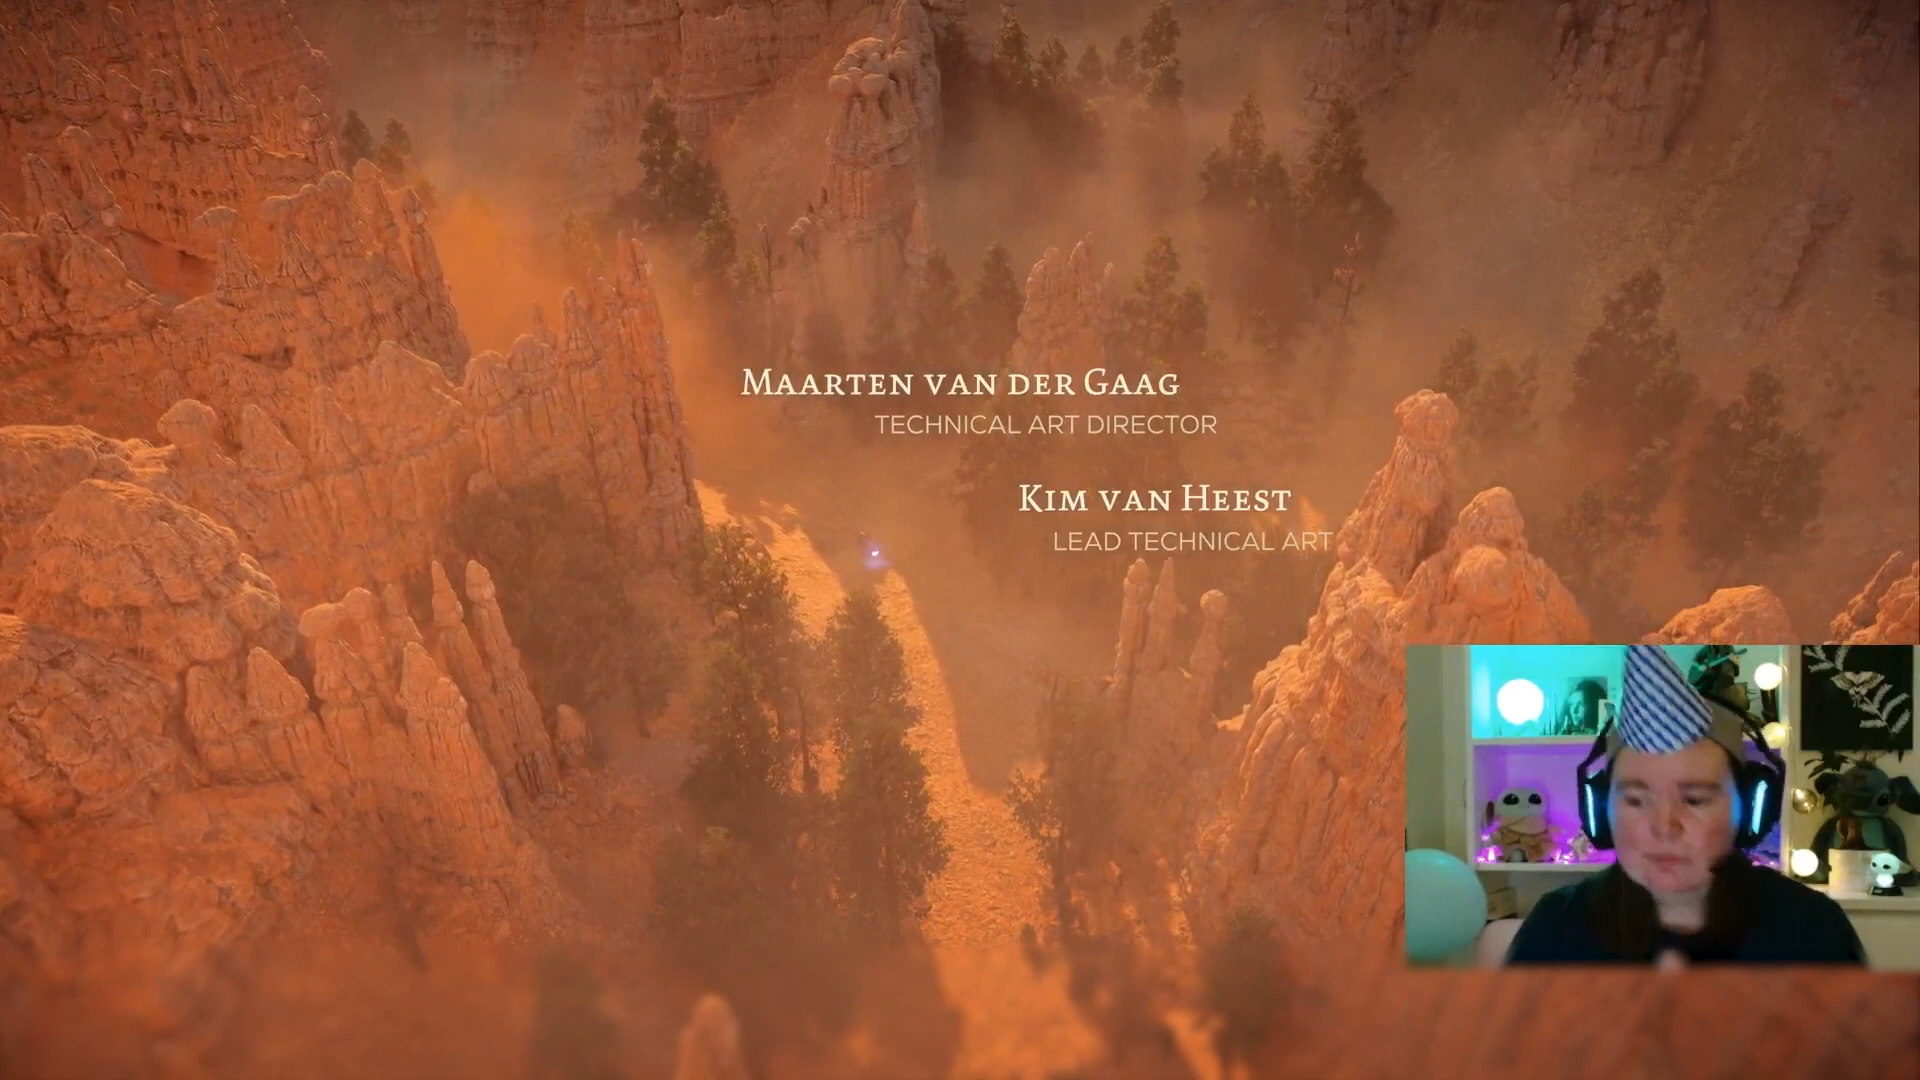 Maarten van der Gaag
TECHNICAL ART DIRECTOR
Kim van Heest
LEAD TECHNICAL ART